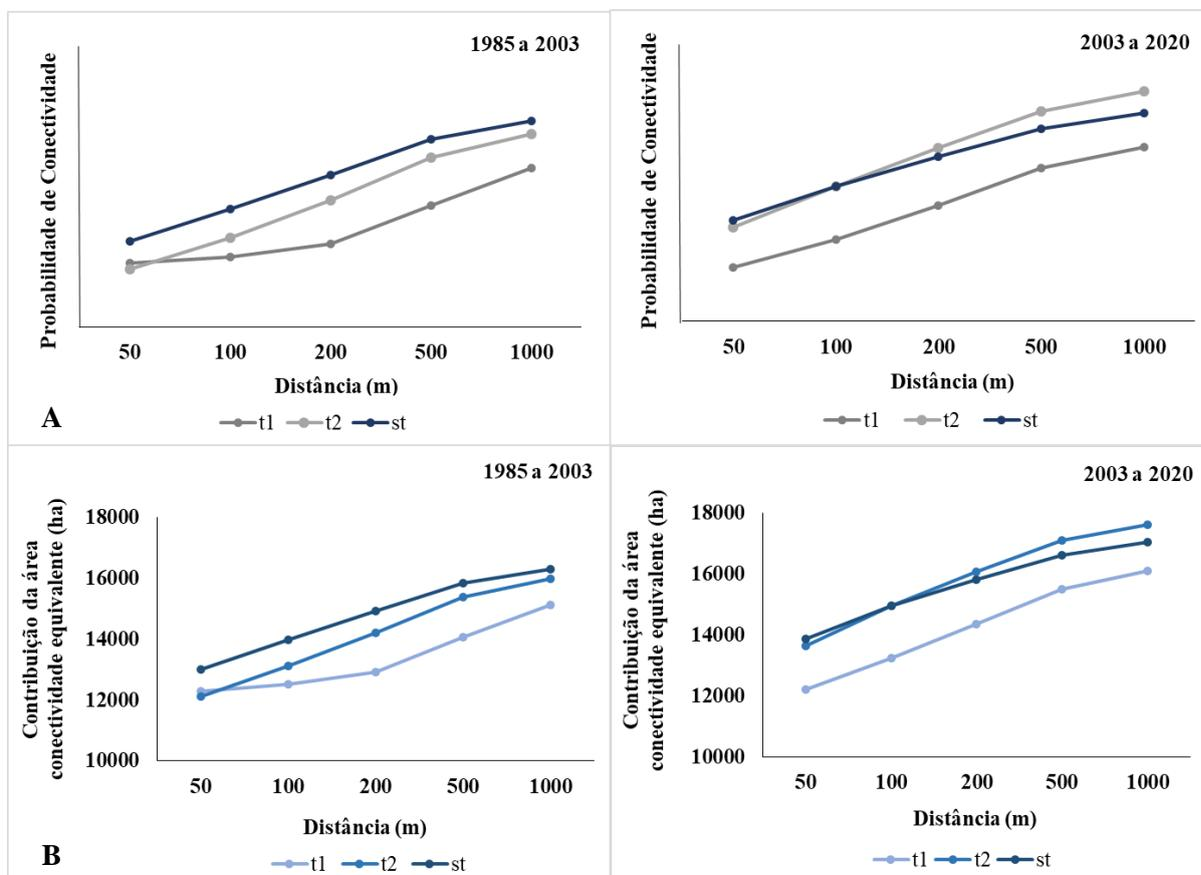 1985 a 2003
Probabilidade de Conectividade
50 100 200 500 1000
Distância (m)
A
t1 t2 st
2003 a 2020
Probabilidade de Conectividade
50 100 200 500 1000
Distância (m)
t1 t2 st
1985 a 2003
Contribuição da área
conectividade equivalente (ha)
18000
16000
14000
12000
10000
50 100 200 500 1000
Distância (m)
B
t1 t2 st
2003 a 2020
Contribuição da área
conectividade equivalente (ha)
18000
16000
14000
12000
10000
50 100 200 500 1000
Distância (m)
t1 t2 st